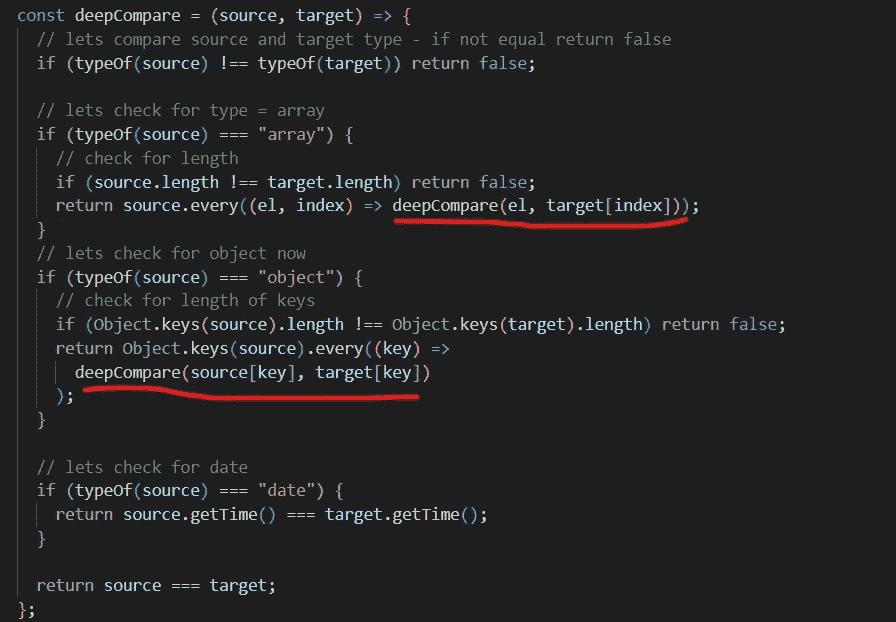 const deepCompare = (source, target) => {
  // lets compare source and target type - if not equal return false
  if (typeOf(source) !== typeOf(target)) return false;

  // lets check for type = array
  if (typeOf(source) === "array") {
    // check for length
    if (source.length !== target.length) return false;
    return source.every((el, index) => deepCompare(el, target[index]));
  }
  // lets check for object now
  if (typeOf(source) === "object") {
    // check for length of keys
    if (Object.keys(source).length !== Object.keys(target).length) return false;
    return Object.keys(source).every((key) =>
      deepCompare(source[key], target[key])
    );
  }

  // lets check for date
  if (typeOf(source) === "date") {
    return source.getTime() === target.getTime();
  }

  return source === target;
};